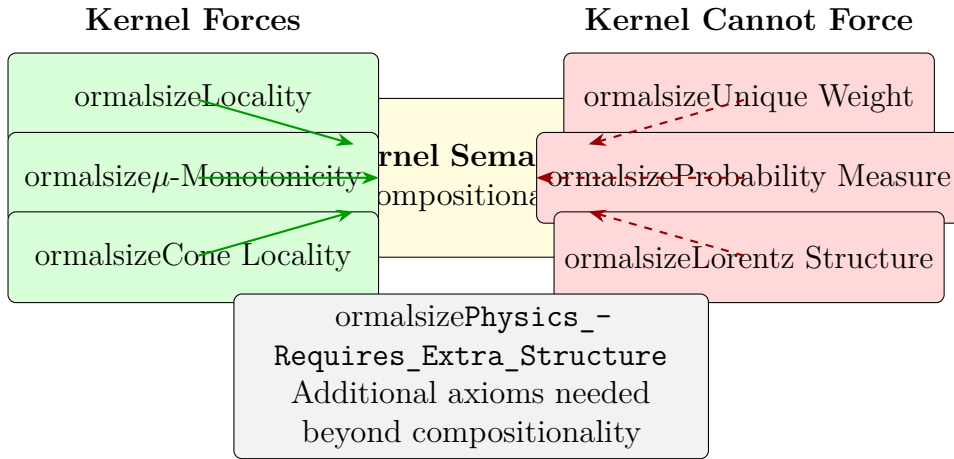 Kernel Forces
Kernel Cannot Force
ormalsizeLocality
ormalsizeUnique Weight
rnel Sema
ormalsizeμ-Monotonicity
ormalsizeProbability Measure
ompositiona
ormalsizeCone Locality
ormalsizeLorentz Structure
ormalsizePhysics_-
Requires_Extra_Structure
Additional axioms needed
beyond compositionality